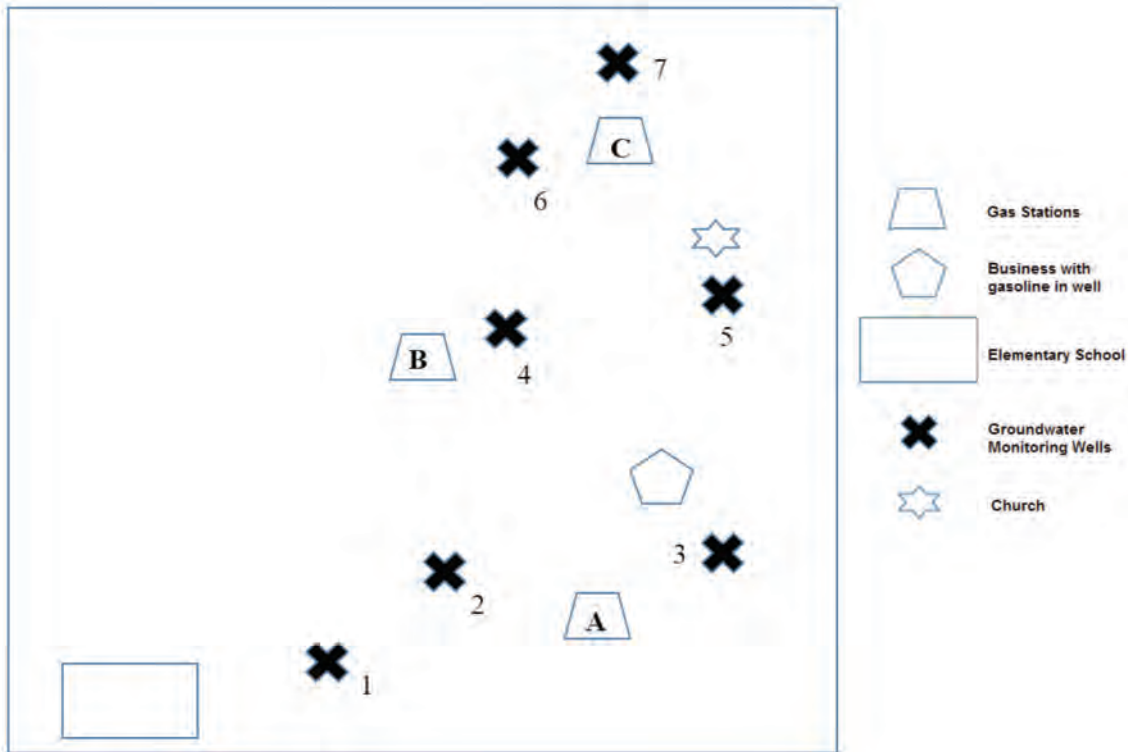 7
C
6
5
B
4
3
2
A
1
Gas Stations
Business with
gasoline in well
Elementary School
Groundwater
Monitoring Wells
Church